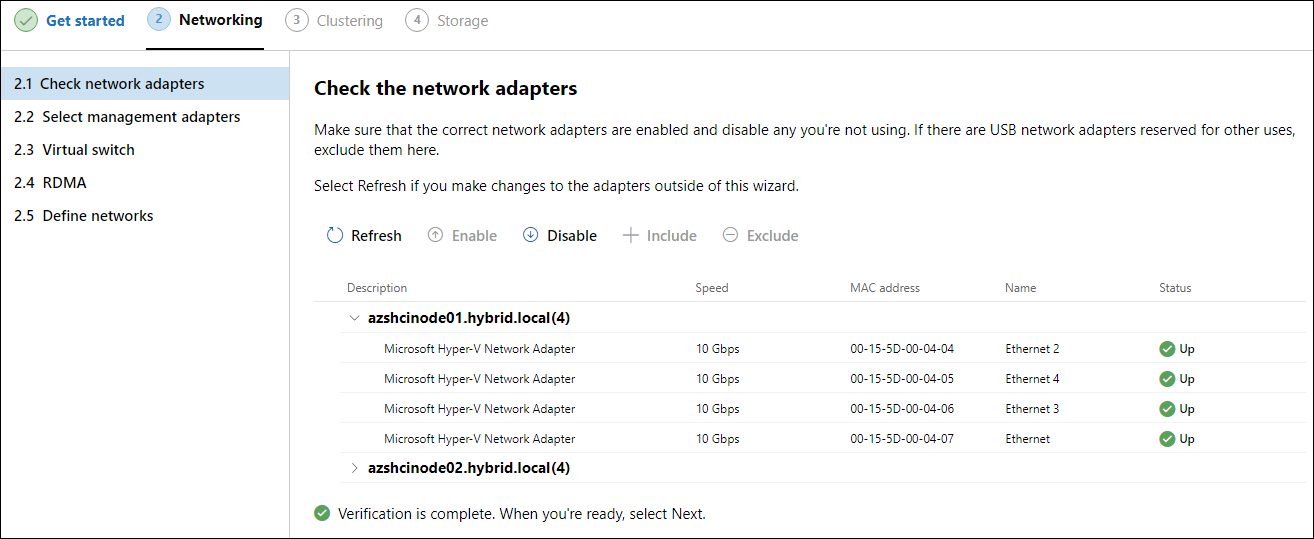 Get started 2 Networking 3 Clustering 4 Storage
2.1 Check network adapters
2.2 Select management adapters
2.3 Virtual switch
2.4 RDMA
2.5 Define networks
Check the network adapters
Make sure that the correct network adapters are enabled and disable any you're not using. If there are USB network adapters reserved for other uses,
exclude them here.
Select Refresh if you make changes to the adapters outside of this wizard.
Refresh Enable Disable Include Exclude
Description Speed MAC address Name Status
azshcinode01.hybrid.local(4)
Microsoft Hyper-V Network Adapter 10 Gbps 00-15-5D-00-04-04 Ethernet 2 Up
Microsoft Hyper-V Network Adapter 10 Gbps 00-15-5D-00-04-05 Ethernet 4 Up
Microsoft Hyper-V Network Adapter 10 Gbps 00-15-5D-00-04-06 Ethernet 3 Up
Microsoft Hyper-V Network Adapter 10 Gbps 00-15-5D-00-04-07 Ethernet Up
azshcinode02.hybrid.local(4)
Verification is complete. When you're ready, select Next.